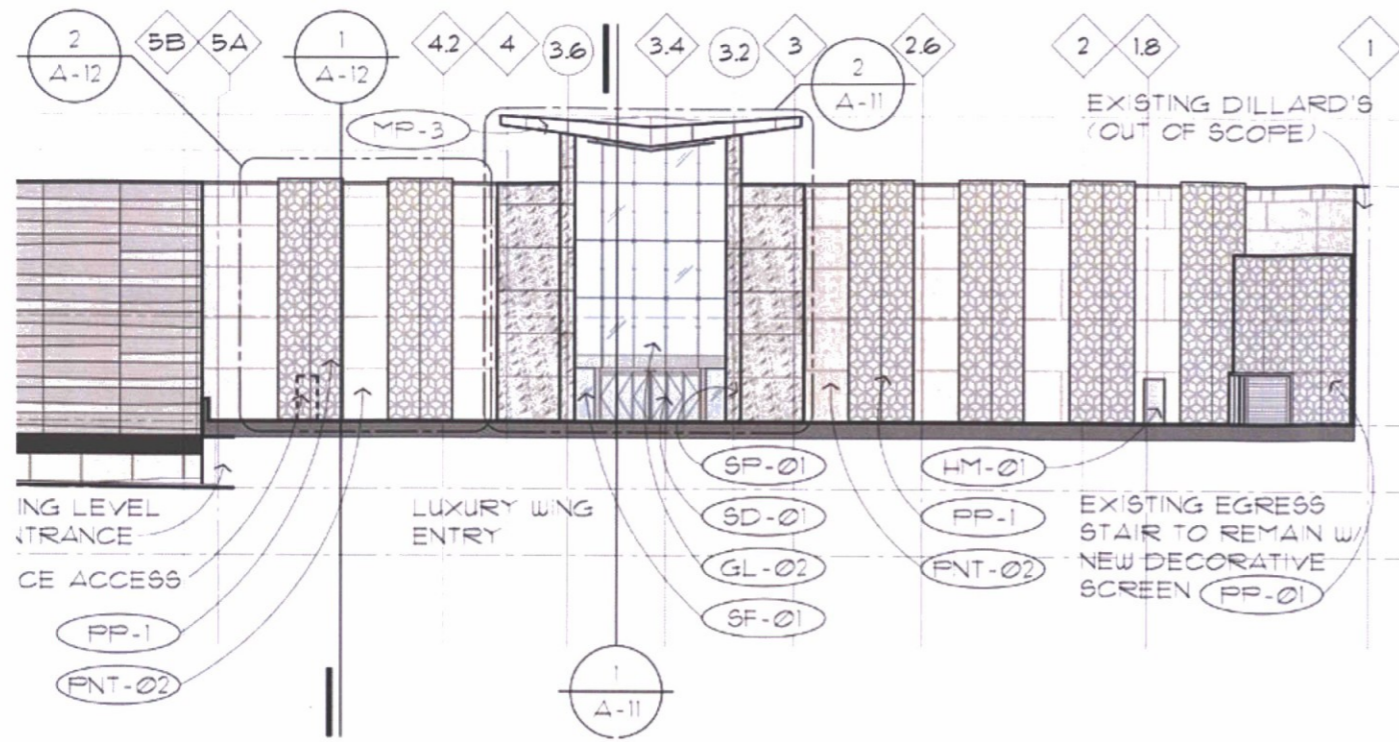 2
A-12
5B
5A
1
A-12
4.2
4
3.6
3.4
3.2
3
2
A-11
2.6
2
1.8
1
EXISTING DILLARD'S
(OUT OF SCOPE)
MP-3
ING LEVEL
NTRANCE
CE ACCESS
PP-1
PNT-02
LUXURY WING
ENTRY
SP-01
SD-01
GL-02
SF-01
HM-01
PP-1
PNT-02
EXISTING EGRESS
STAIR TO REMAIN W/
NEW DECORATIVE
SCREEN PP-01
1
A-11